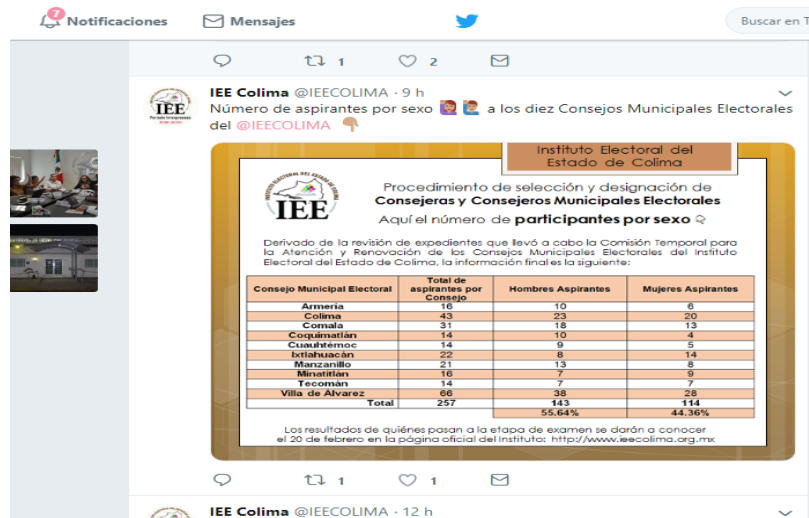 7 Notificaciones Mensajes Buscar en T
1 2
IEE Colima @IEECOLIMA · 9 h
Número de aspirantes por sexo a los diez Consejos Municipales Electorales
del @IEECOLIMA
Instituto Electoral del
Estado de Colima
IEE
Procedimiento de selección y designación de
Consejeras y Consejeros Municipales Electorales
Aquí el número de participantes por sexo
Derivado de la revisión de expedientes que llevó a cabo la Comisión Temporal para
la Atención y Renovación de los Consejos Municipales Electorales del Instituto
Electoral del Estado de Colima, la información final es la siguiente:
Consejo Municipal Electoral Total de aspirantes por Consejo Hombres Aspirantes Mujeres Aspirantes
Armería 16 10 6
Colima 43 23 20
Comala 31 18 13
Coquimatlán 14 10 4
Cuauhtémoc 14 9 5
Ixtlahuacán 22 8 14
Manzanillo 21 13 8
Minatitlán 16 7 9
Tecomán 14 7 7
Villa de Álvarez 66 38 28
Total 257 143 114
55.64% 44.36%
Los resultados de quiénes pasan a la etapa de examen se darán a conocer
el 20 de febrero en la página oficial del Instituto: http://www.ieecolima.org.mx
1 1
IEE Colima @IEECOLIMA · 12 h